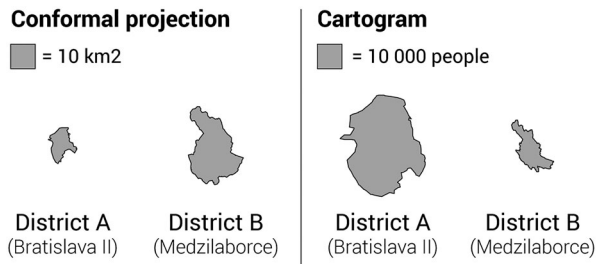 Conformal projection
= 10 km2
District A
(Bratislava II)
District B
(Medzilaborce)
Cartogram
= 10 000 people
District A
(Bratislava II)
District B
(Medzilaborce)